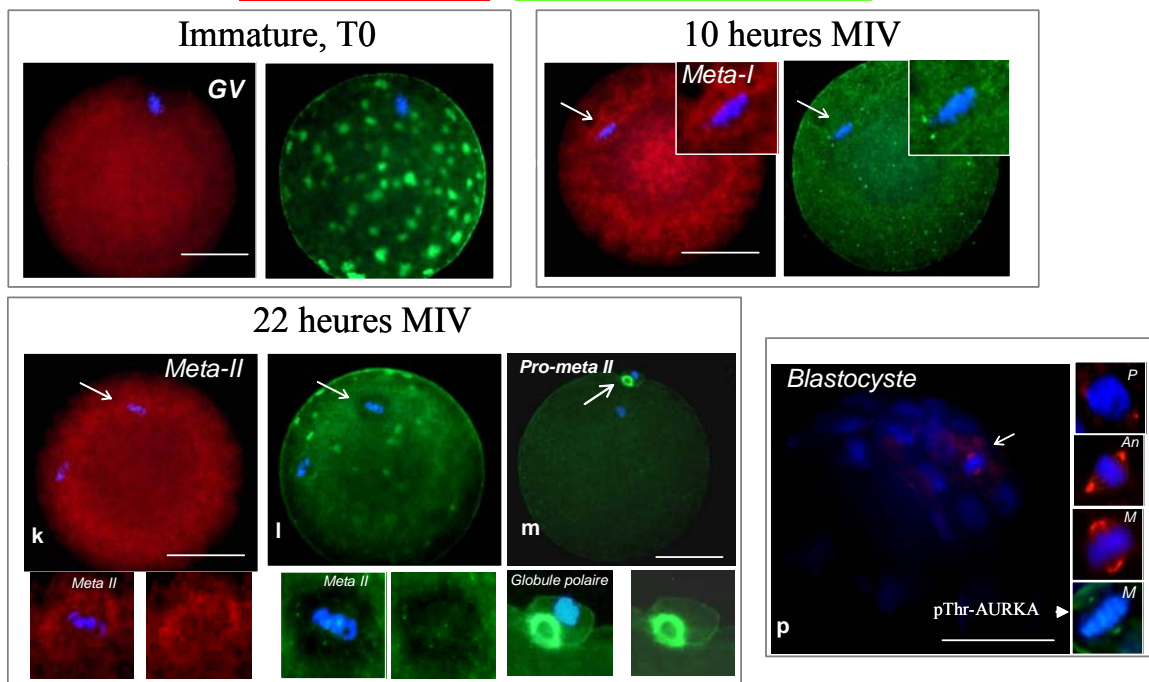 Immature, T0
GV
10 heures MIV
Meta-I
22 heures MIV
Meta-II
k
l
Pro-meta II
m
Meta II
Meta II
Globule polaire
Blastocyste
p
P
An
M
M
pThr-AURKA